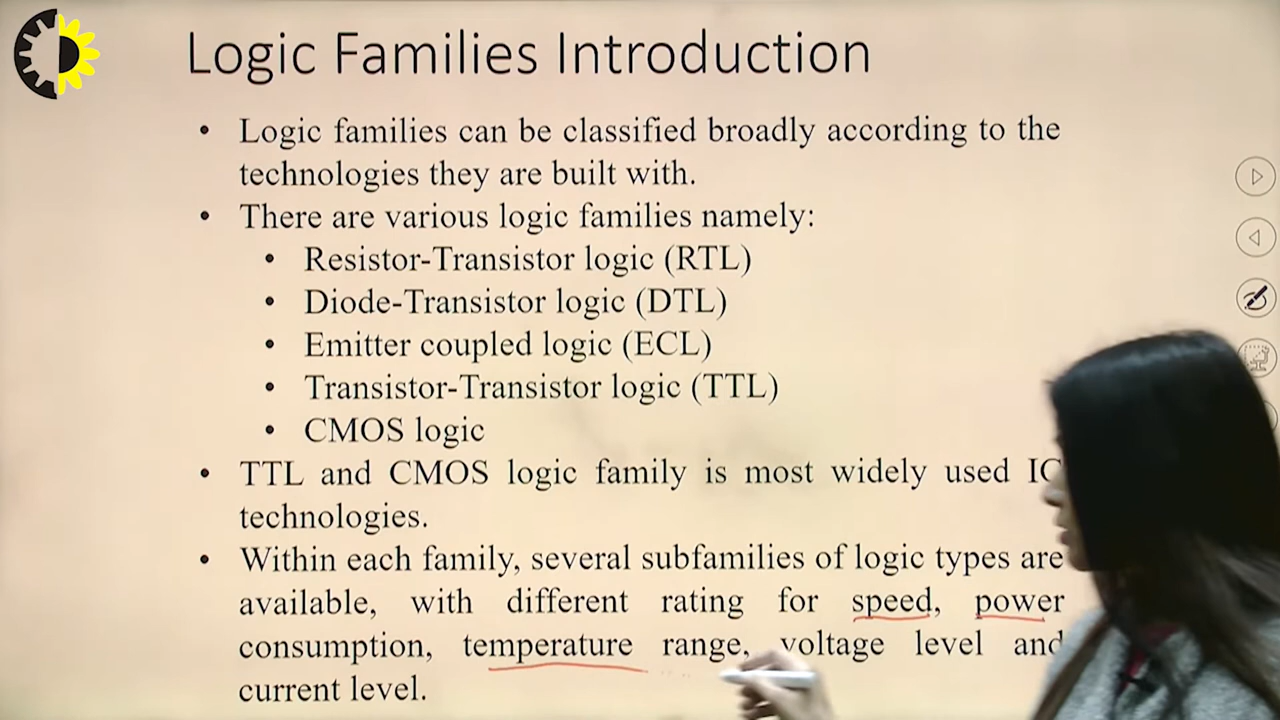 Logic Families Introduction
• Logic families can be classified broadly according to the
technologies they are built with.
• There are various logic families namely:
• Resistor-Transistor logic (RTL)
• Diode-Transistor logic (DTL)
• Emitter coupled logic (ECL)
• Transistor-Transistor logic (TTL)
• CMOS logic
• TTL and CMOS logic family is most widely used IC
technologies.
• Within each family, several subfamilies of logic types are
available, with different rating for speed, power
consumption, temperature range, voltage level and
current level.